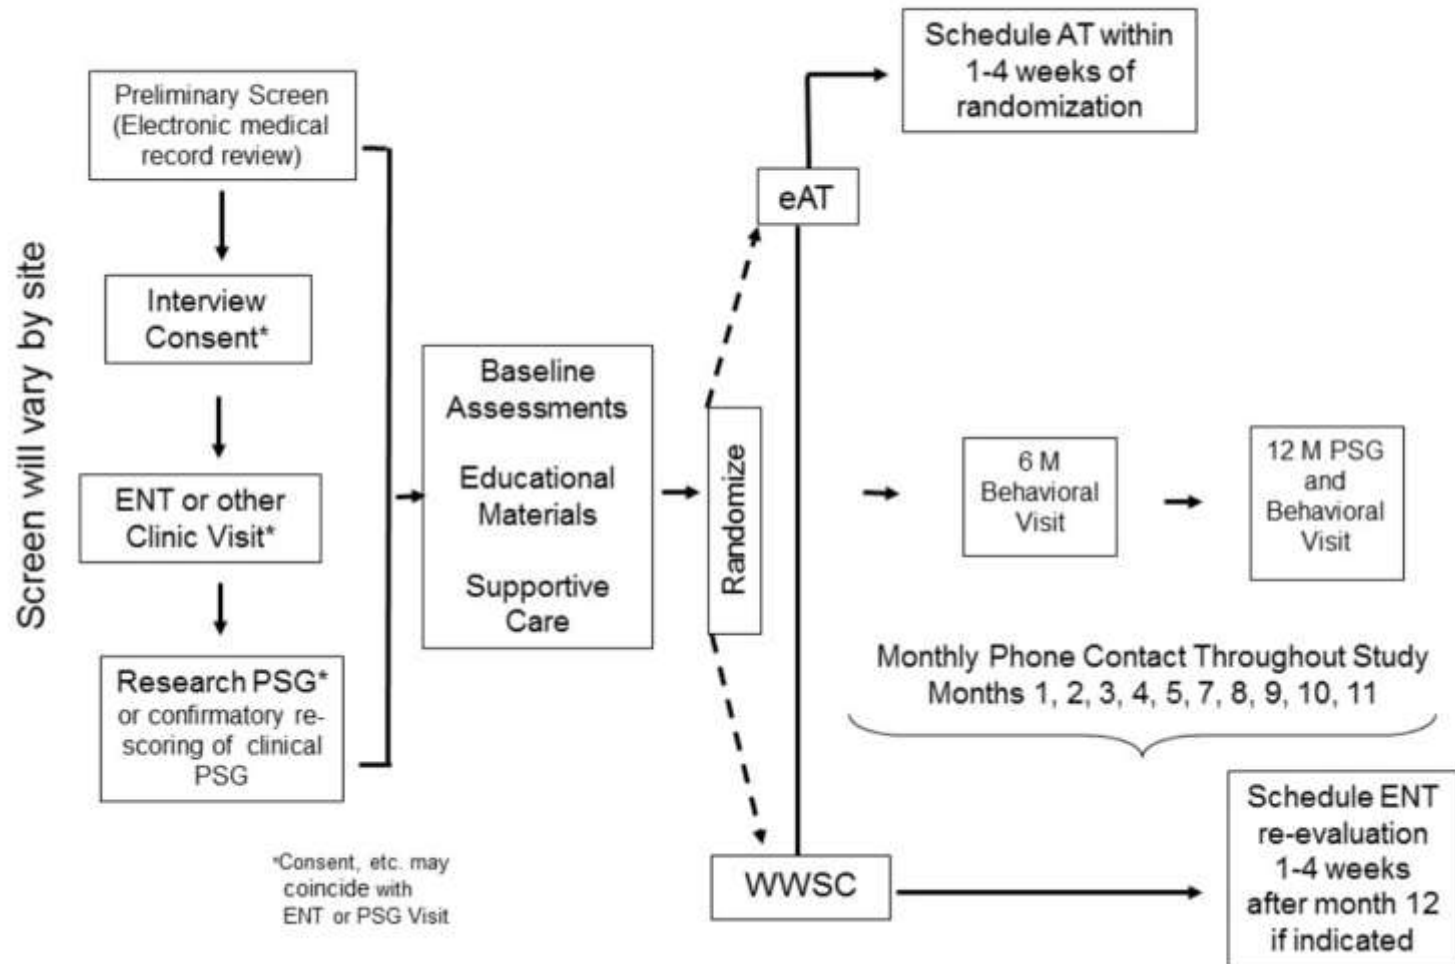 Screen will vary by site
Preliminary Screen
(Electronic medical
record review)
Interview
Consent*
ENT or other
Clinic Visit*
Research PSG*
or confirmatory re-
scoring of clinical
PSG
*Consent, etc. may
coincide with
ENT or PSG Visit
Baseline
Assessments
Educational
Materials
Supportive
Care
Randomize
eAT
Schedule AT within
1-4 weeks of
randomization
6 M
Behavioral
Visit
12 M PSG
and
Behavioral
Visit
Monthly Phone Contact Throughout Study
Months 1, 2, 3, 4, 5, 7, 8, 9, 10, 11
WWSC
Schedule ENT
re-evaluation
1-4 weeks
after month 12
if indicated